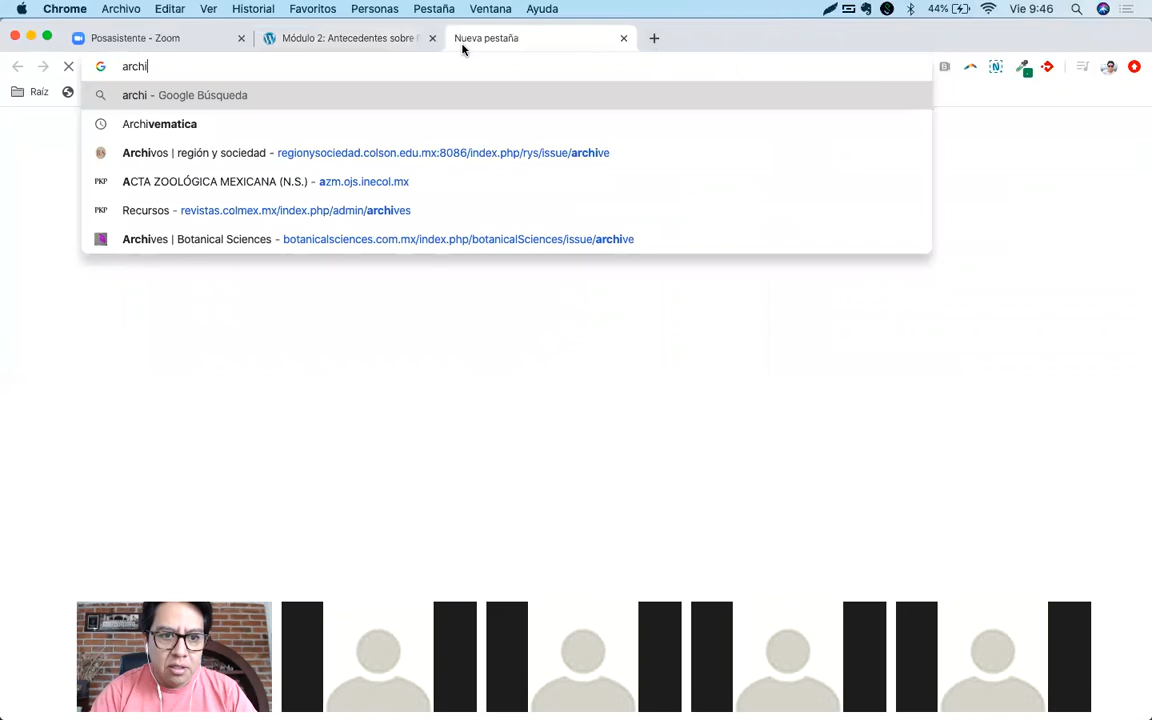 Chrome Archivo Editar Ver Historial Favoritos Personas Pestaña Ventana Ayuda 44% Vie 9:46
Posasistente - Zoom Módulo 2: Antecedentes sobre Nueva pestaña
archi
Raíz archi - Google Búsqueda
Archivematica
Archivos | región y sociedad - regionysociedad.colson.edu.mx:8086/index.php/rys/issue/archive
PKP ACTA ZOOLÓGICA MEXICANA (N.S.) - azm.ojs.inecol.mx
PKP Recursos - revistas.colmex.mx/index.php/admin/archives
Archives | Botanical Sciences - botanicalsciences.com.mx/index.php/botanicalSciences/issue/archive